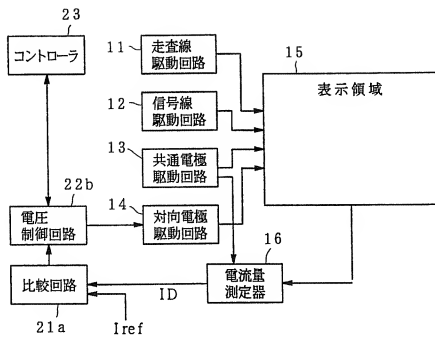 23
コントローラ
11
走査線
駆動回路
12
信号線
駆動回路
13
共通電極
駆動回路
14
対向電極
駆動回路
15
表示領域
22b
電圧
制御回路
16
電流量
測定器
比較回路
21a
ID
Iref